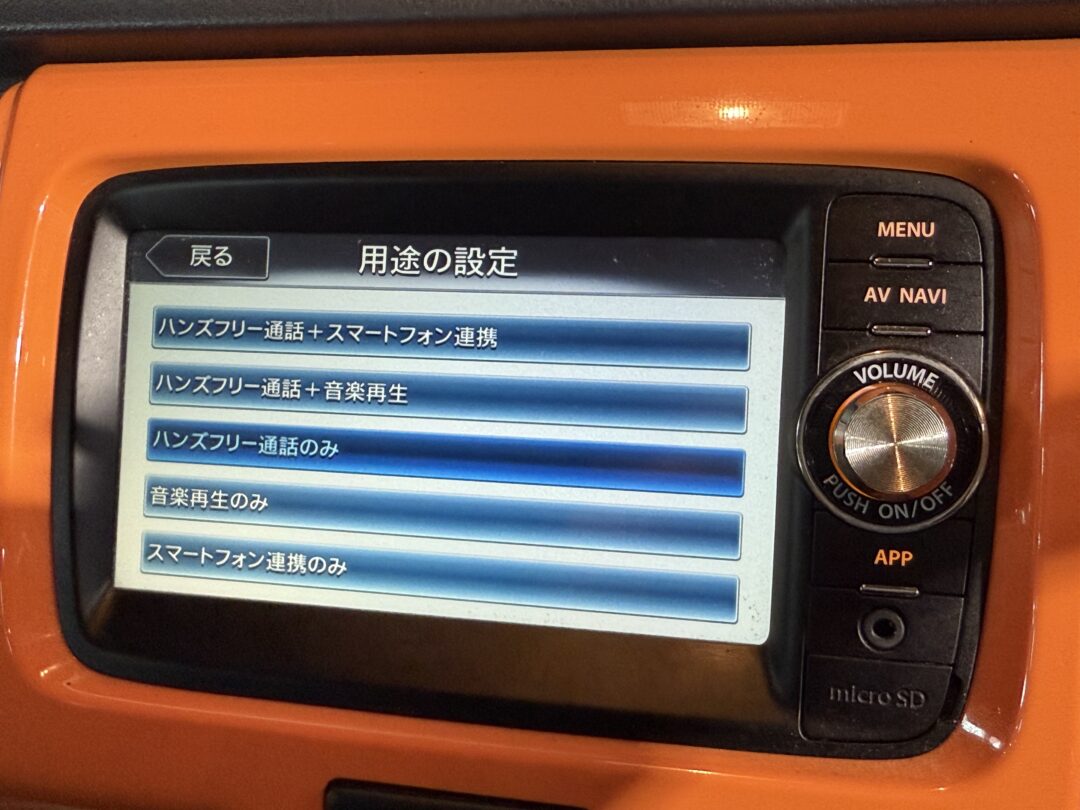 戻る
用途の設定
ハンズフリー通話＋スマートフォン連携
ハンズフリー通話＋音楽再生
ハンズフリー通話のみ
音楽再生のみ
スマートフォン連携のみ
MENU
AV NAVI
VOLUME
PUSH ON/OFF
APP
micro SD